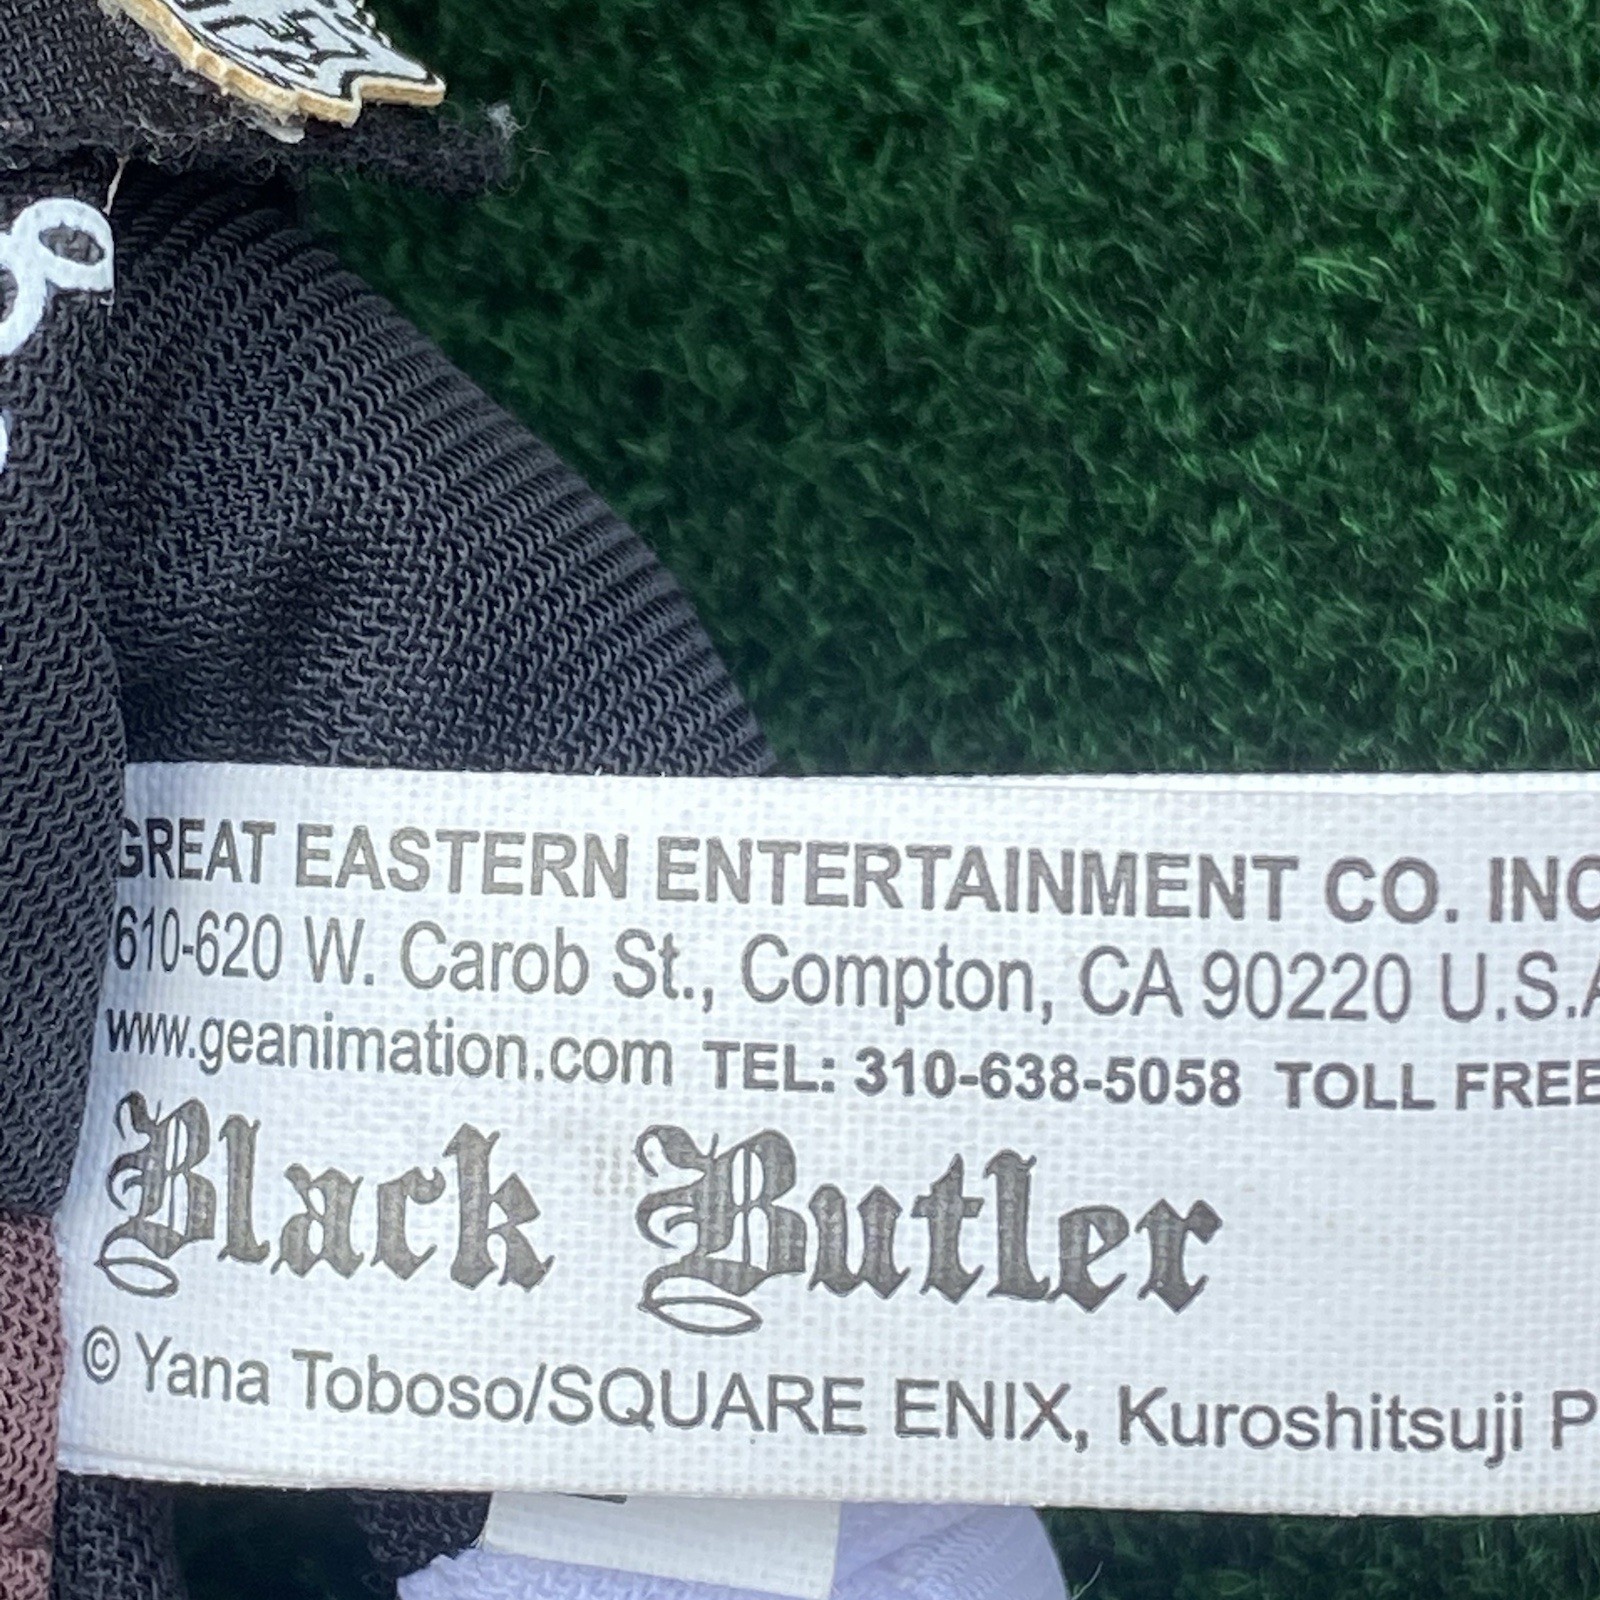 GREAT EASTERN ENTERTAINMENT CO. INC
610-620 W. Carob St., Compton, CA 90220 U.S.A
www.geanimation.com TEL: 310-638-5058 TOLL FREE
Black Butler
© Yana Toboso/SQUARE ENIX, Kuroshitsuji P